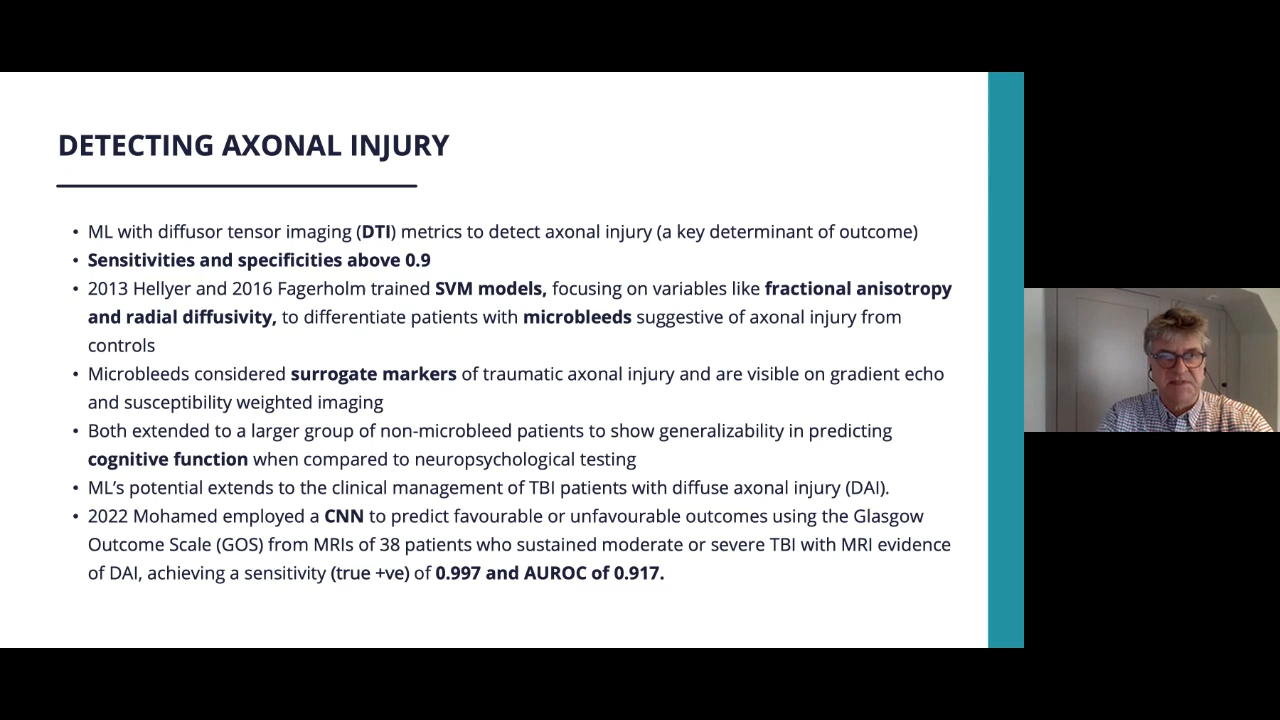 DETECTING AXONAL INJURY
• ML with diffusor tensor imaging (DTI) metrics to detect axonal injury (a key determinant of outcome)
• Sensitivities and specificities above 0.9
• 2013 Hellyer and 2016 Fagerholm trained SVM models, focusing on variables like fractional anisotropy
and radial diffusivity, to differentiate patients with microbleeds suggestive of axonal injury from
controls
• Microbleeds considered surrogate markers of traumatic axonal injury and are visible on gradient echo
and susceptibility weighted imaging
• Both extended to a larger group of non-microbleed patients to show generalizability in predicting
cognitive function when compared to neuropsychological testing
• ML’s potential extends to the clinical management of TBI patients with diffuse axonal injury (DAI).
• 2022 Mohamed employed a CNN to predict favourable or unfavourable outcomes using the Glasgow
Outcome Scale (GOS) from MRIs of 38 patients who sustained moderate or severe TBI with MRI evidence
of DAI, achieving a sensitivity (true +ve) of 0.997 and AUROC of 0.917.